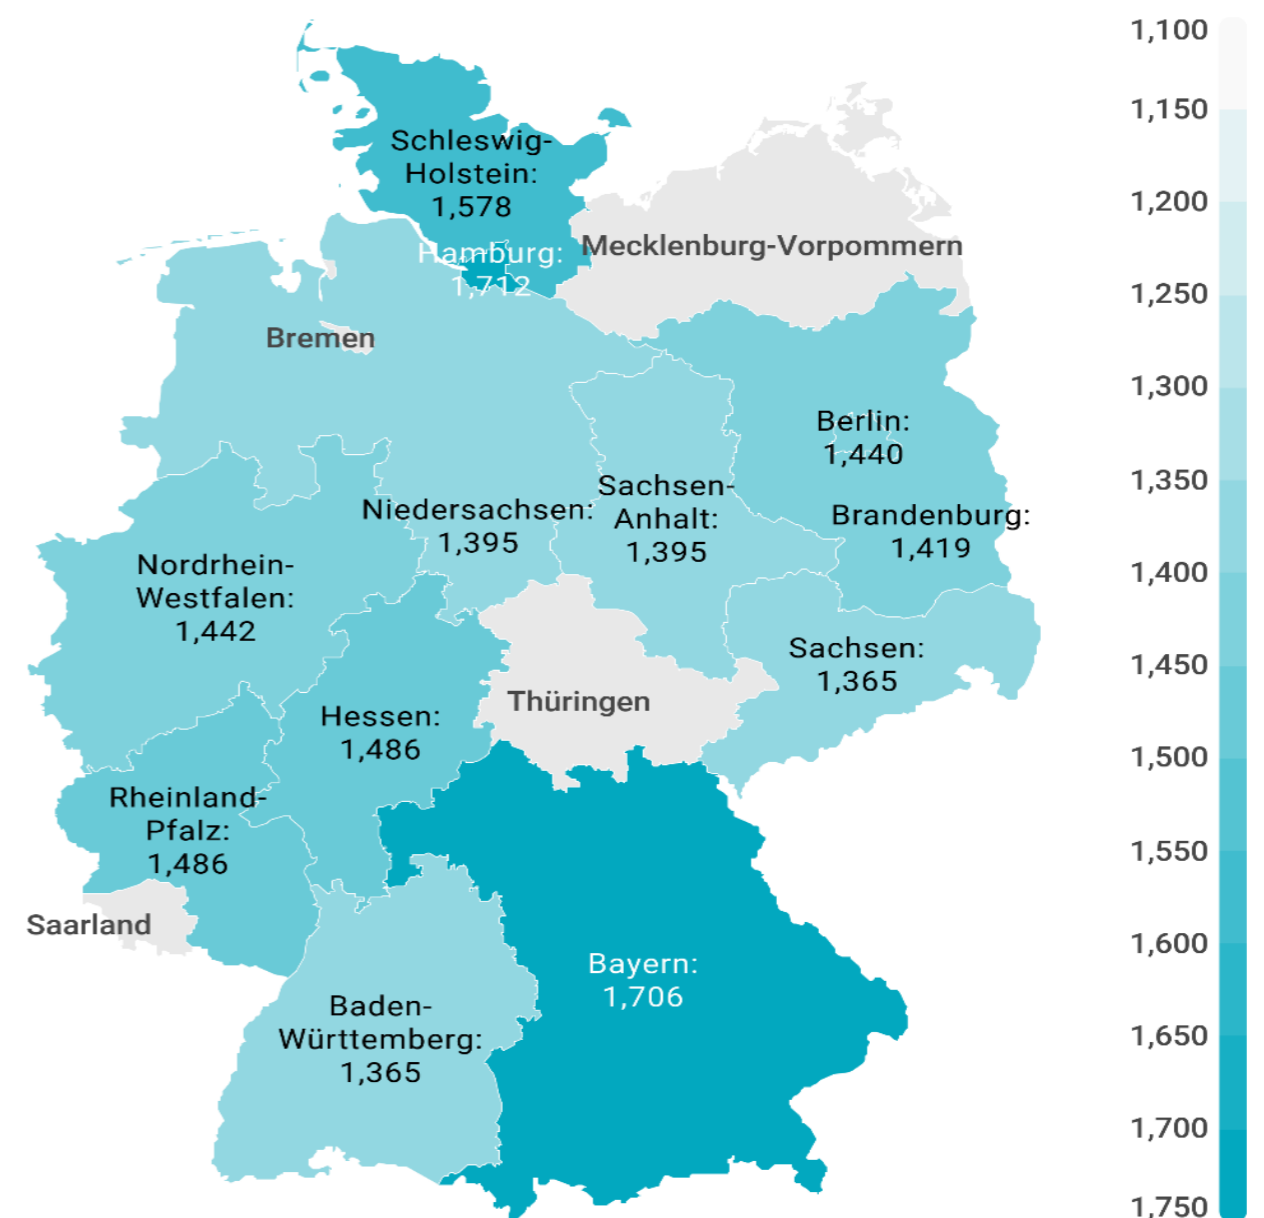 Schleswig-
Holstein:
1,578
Hamburg:
1,712
Mecklenburg-Vorpommern
Bremen
Berlin:
1,440
Niedersachsen:
1,395
Sachsen-
Anhalt:
1,395
Brandenburg:
1,419
Nordrhein-
Westfalen:
1,442
Sachsen:
1,365
Hessen:
1,486
Thüringen
Rheinland-
Pfalz:
1,486
Saarland
Bayern:
1,706
Baden-
Württemberg:
1,365
1,100
1,150
1,200
1,250
1,300
1,350
1,400
1,450
1,500
1,550
1,600
1,650
1,700
1,750